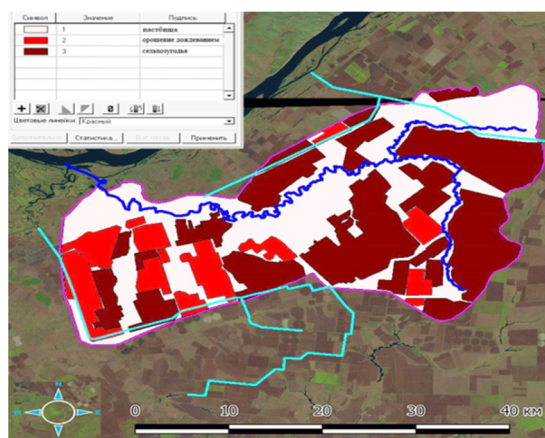 Символ Значение Подпись
1 пастбища
2 орошение дождеванием
3 сельхозугодья
Цветовые линейки: Красный
Статистика... Применить
0 10 20 30 40 км